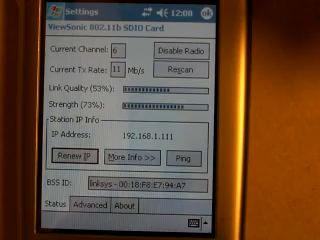 Settings 12:08 ok
ViewSonic 802.11b SDIO Card
Current Channel: 6 Disable Radio
Current Tx Rate: 11 Mb/s Rescan
Link Quality (53%):
Strength (73%):
Station IP Info
IP Address: 192.168.1.111
Renew IP More Info >> Ping
BSS ID: linksys - 00:18:F8:E7:94:A7
Status Advanced About